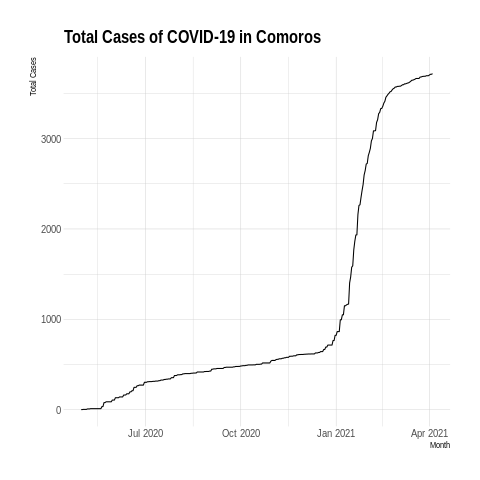 Total Cases of COVID-19 in Comoros
Total Cases
3000
2000
1000
0
Jul 2020 Oct 2020 Jan 2021 Apr 2021
Month